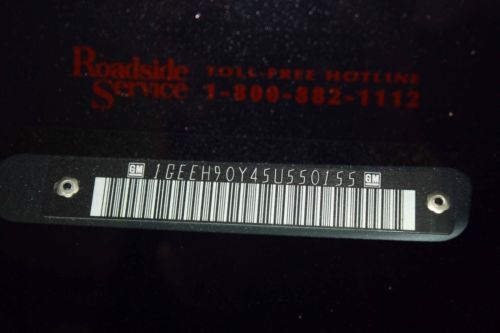 Roadside Service TOLL-FREE HOTLINE
1-800-882-1112
GM 1GEEH90Y45U550155 GM